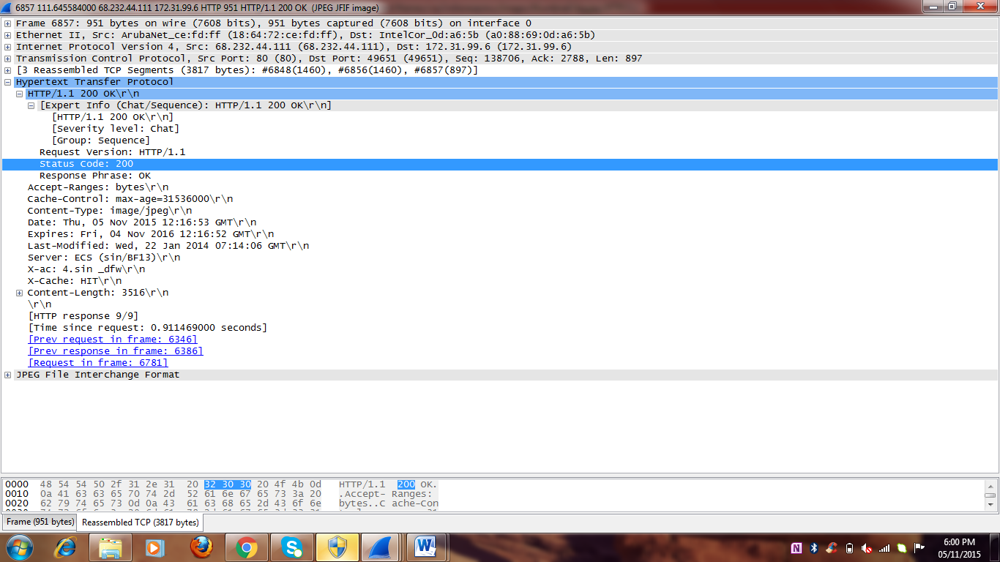 6857 111.645584000 68.232.44.111 172.31.99.6 HTTP 951 HTTP/1.1 200 OK (JPEG JFIF image)
Frame 6857: 951 bytes on wire (7608 bits), 951 bytes captured (7608 bits) on interface 0
Ethernet II, Src: ArubaNet_ce:fd:ff (18:64:72:ce:fd:ff), Dst: IntelCor_0d:a6:5b (a0:88:69:0d:a6:5b)
Internet Protocol Version 4, Src: 68.232.44.111 (68.232.44.111), Dst: 172.31.99.6 (172.31.99.6)
Transmission Control Protocol, Src Port: 80 (80), Dst Port: 49651 (49651), Seq: 138706, Ack: 2788, Len: 897
[3 Reassembled TCP Segments (3817 bytes): #6848(1460), #6856(1460), #6857(897)]
Hypertext Transfer Protocol
HTTP/1.1 200 OK\r\n
[Expert Info (Chat/Sequence): HTTP/1.1 200 OK\r\n]
[HTTP/1.1 200 OK\r\n]
[Severity level: Chat]
[Group: Sequence]
Request Version: HTTP/1.1
Status Code: 200
Response Phrase: OK
Accept-Ranges: bytes\r\n
Cache-Control: max-age=31536000\r\n
Content-Type: image/jpeg\r\n
Date: Thu, 05 Nov 2015 12:16:53 GMT\r\n
Expires: Fri, 04 Nov 2016 12:16:52 GMT\r\n
Last-Modified: Wed, 22 Jan 2014 07:14:06 GMT\r\n
Server: ECS (sin/BF13)\r\n
X-ac: 4.sin _dfw\r\n
X-Cache: HIT\r\n
Content-Length: 3516\r\n
\r\n
[HTTP response 9/9]
[Time since request: 0.911469000 seconds]
[Prev request in frame: 6346]
[Prev response in frame: 6386]
[Request in frame: 6781]
JPEG File Interchange Format
0000 48 54 54 50 2f 31 2e 31 20 32 30 30 20 4f 4b 0d HTTP/1.1 200 OK.
0010 0a 41 63 63 65 70 74 2d 52 61 6e 67 65 73 3a 20 .Accept- Ranges:
0020 62 79 74 65 73 0d 0a 43 61 63 68 65 2d 43 6f 6e bytes..C ache-Con
Frame (951 bytes) Reassembled TCP (3817 bytes)
6:00 PM
05/11/2015